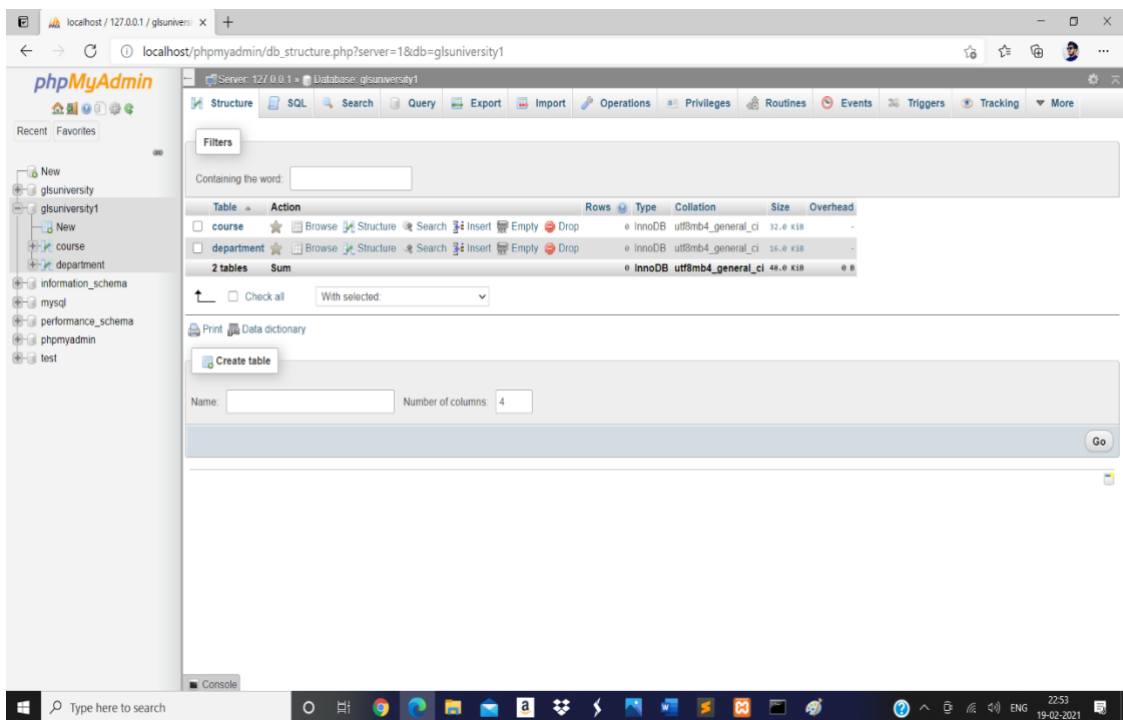 localhost / 127.0.0.1 / glsunivers
localhost/phpmyadmin/db_structure.php?server=1&db=glsuniversity1
phpMyAdmin
Recent Favorites
New
glsuniversity
glsuniversity1
New
course
department
information_schema
mysql
performance_schema
phpmyadmin
test
Server: 127.0.0.1 » Database: glsuniversity1
Structure SQL Search Query Export Import Operations Privileges Routines Events Triggers Tracking More
Filters
Containing the word:
Table Action Rows Type Collation Size Overhead
course Browse Structure Search Insert Empty Drop 0 InnoDB utf8mb4_general_ci 32.0 KiB -
department Browse Structure Search Insert Empty Drop 0 InnoDB utf8mb4_general_ci 16.0 KiB -
2 tables Sum 0 InnoDB utf8mb4_general_ci 48.0 KiB 0 B
Check all With selected:
Print Data dictionary
Create table
Name: Number of columns: 4
Go
Console
Type here to search
ENG
22:53
19-02-2021